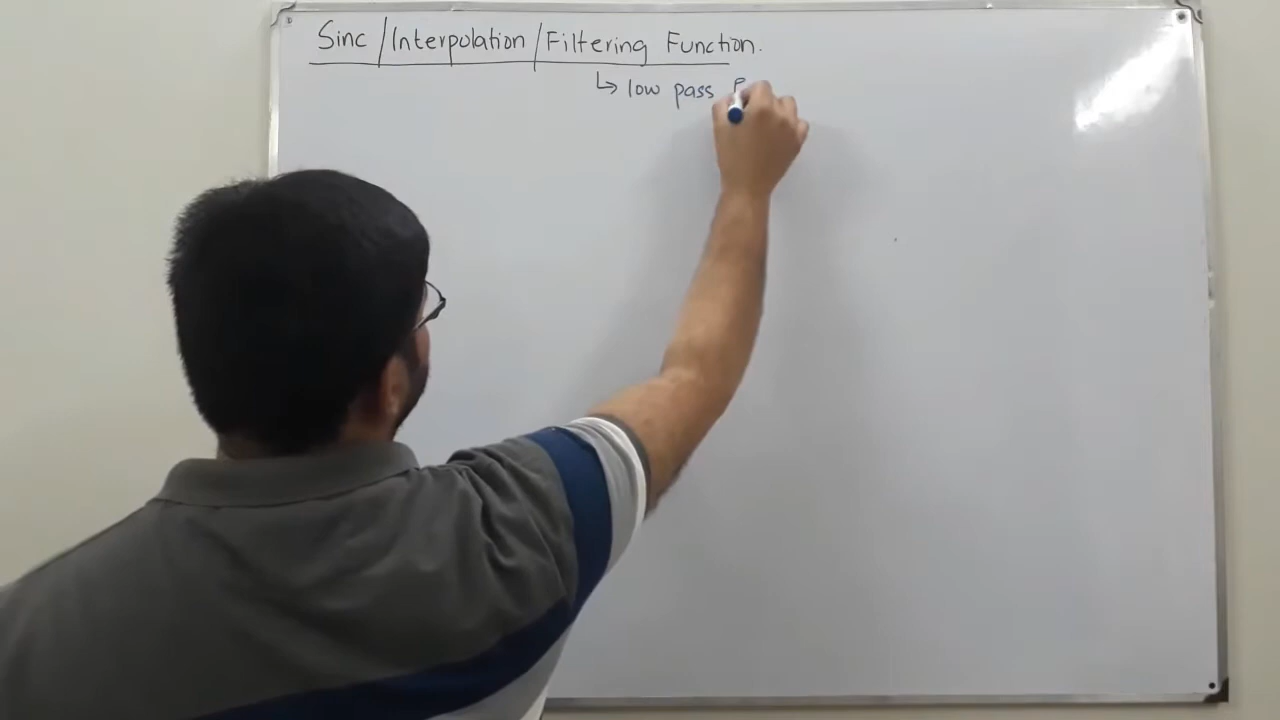 Sinc / Interpolation / Filtering Function.
↳ low pass